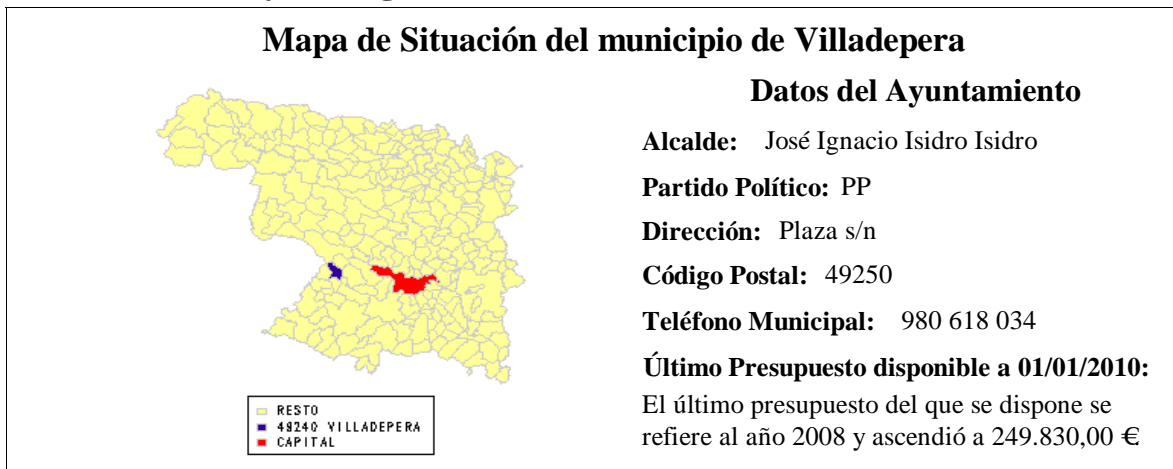 Mapa de Situación del municipio de Villadepera
Datos del Ayuntamiento
Alcalde: José Ignacio Isidro Isidro
Partido Político: PP
Dirección: Plaza s/n
Código Postal: 49250
Teléfono Municipal: 980 618 034
Último Presupuesto disponible a 01/01/2010:
El último presupuesto del que se dispone se
refiere al año 2008 y ascendió a 249.830,00 €
RESTO
49240 VILLADEPERA
CAPITAL